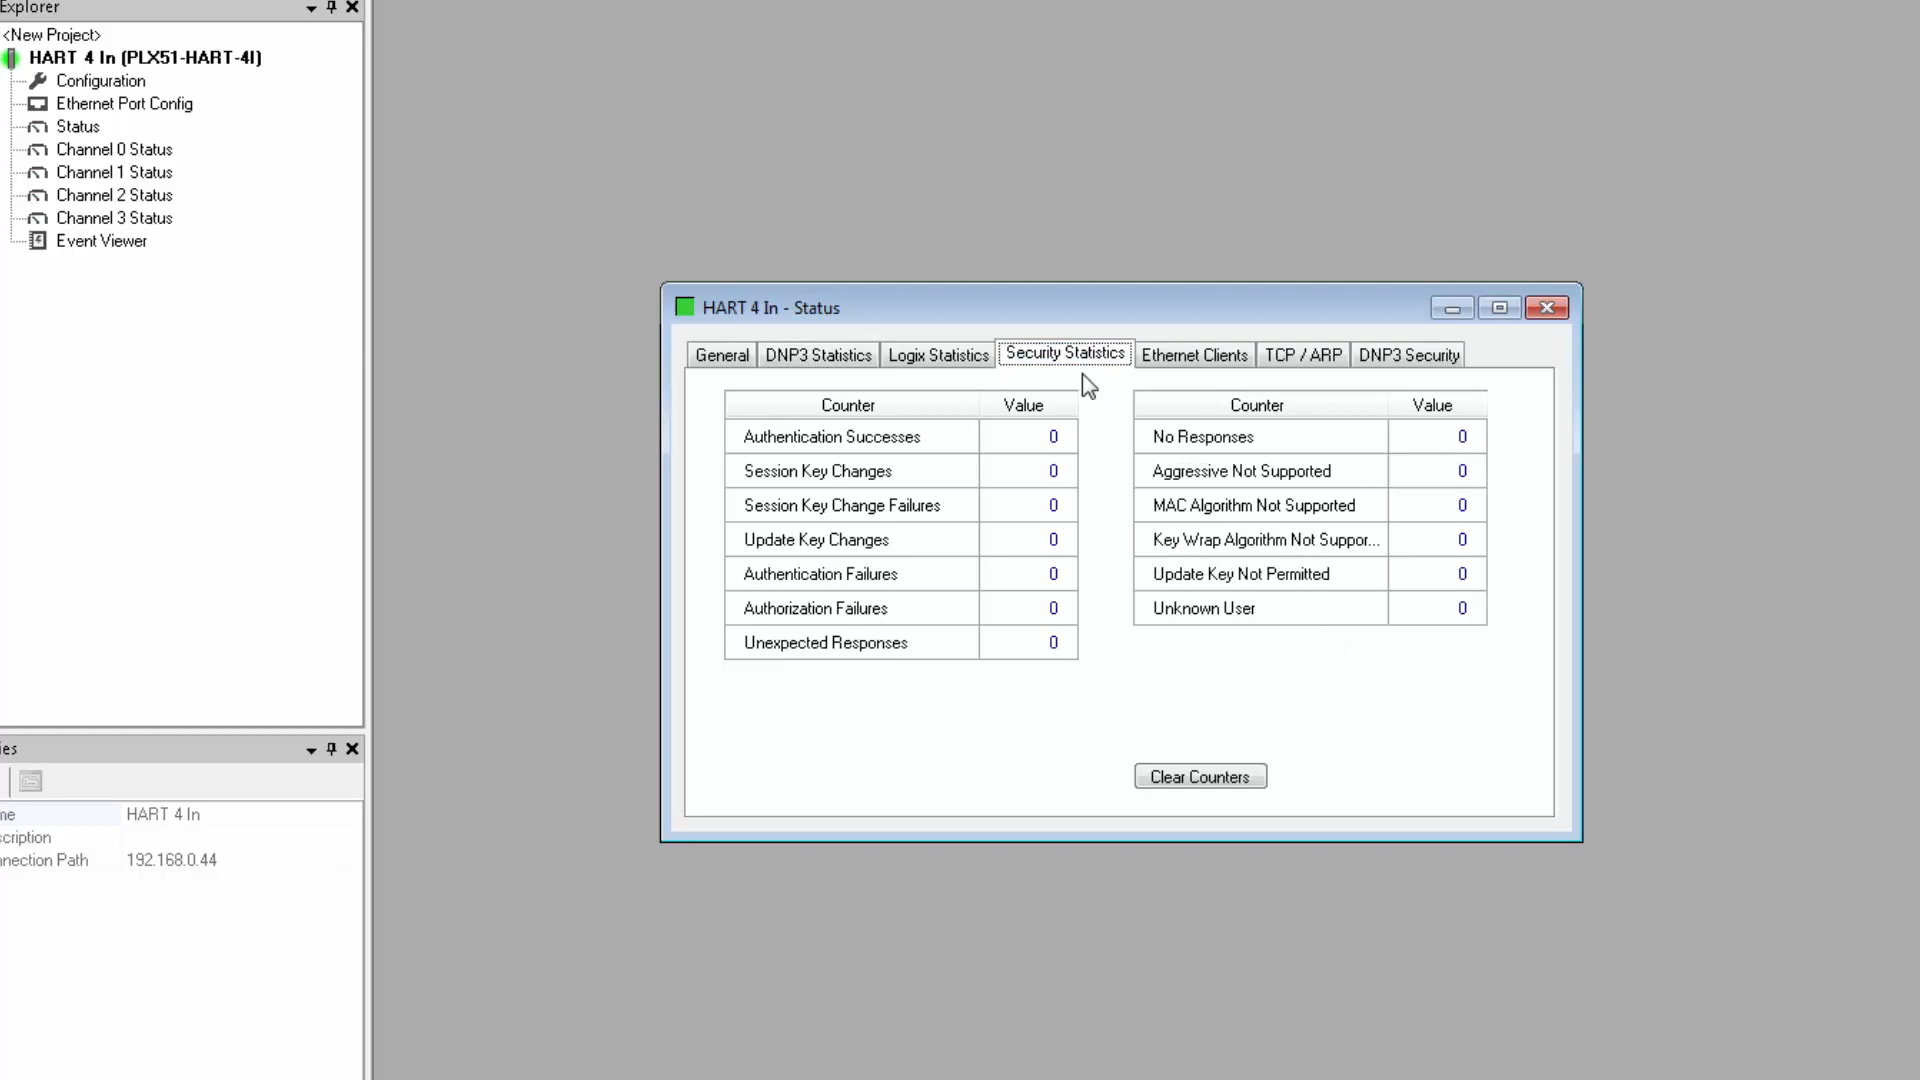 Explorer
<New Project>
HART 4 In (PLX51-HART-4I)
Configuration
Ethernet Port Config
Status
Channel 0 Status
Channel 1 Status
Channel 2 Status
Channel 3 Status
Event Viewer
ies
me HART 4 In
scription
nnection Path 192.168.0.44
HART 4 In - Status
General DNP3 Statistics Logix Statistics Security Statistics Ethernet Clients TCP / ARP DNP3 Security
Counter Value
Authentication Successes 0
Session Key Changes 0
Session Key Change Failures 0
Update Key Changes 0
Authentication Failures 0
Authorization Failures 0
Unexpected Responses 0
Counter Value
No Responses 0
Aggressive Not Supported 0
MAC Algorithm Not Supported 0
Key Wrap Algorithm Not Suppor... 0
Update Key Not Permitted 0
Unknown User 0
Clear Counters